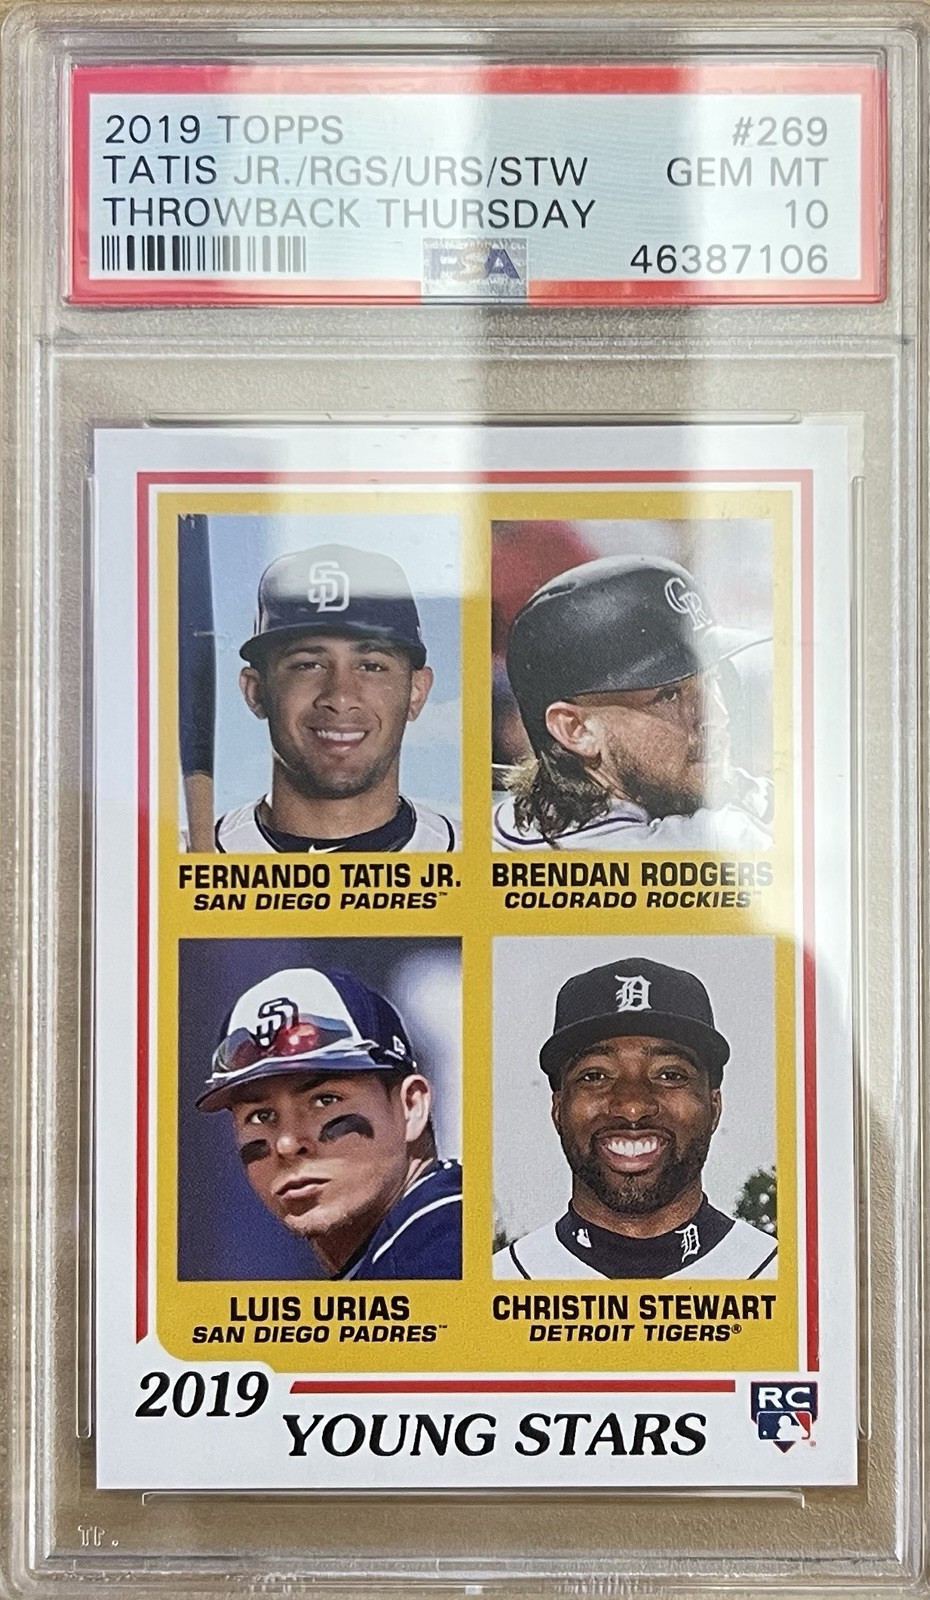 2019 TOPPS #269
TATIS JR./RGS/URS/STW GEM MT
THROWBACK THURSDAY 10
PSA 46387106
SD
CR
FERNANDO TATIS JR. BRENDAN RODGERS
SAN DIEGO PADRES™ COLORADO ROCKIES™
SD
D
D
LUIS URIAS CHRISTIN STEWART
SAN DIEGO PADRES™ DETROIT TIGERS®
2019
YOUNG STARS
RC